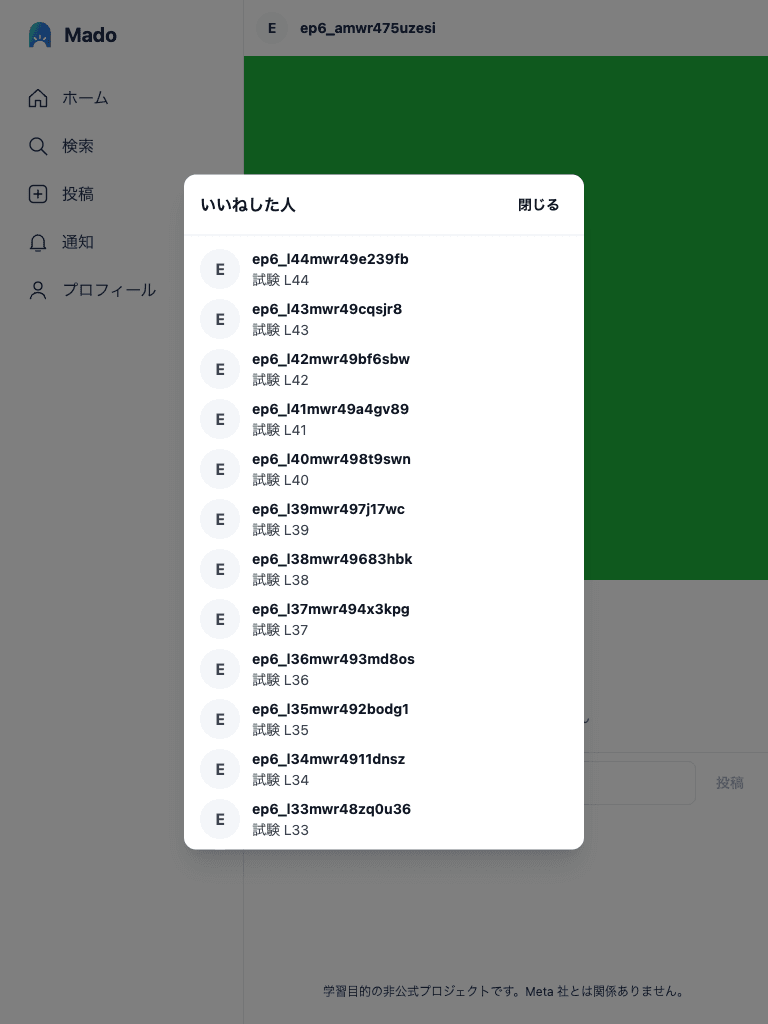 Mado
E ep6_amwr475uzesi
ホーム
検索
投稿
通知
プロフィール
いいねした人
閉じる
E
ep6_l44mwr49e239fb
試験 L44
E
ep6_l43mwr49cqsjr8
試験 L43
E
ep6_l42mwr49bf6sbw
試験 L42
E
ep6_l41mwr49a4gv89
試験 L41
E
ep6_l40mwr498t9swn
試験 L40
E
ep6_l39mwr497j17wc
試験 L39
E
ep6_l38mwr49683hbk
試験 L38
E
ep6_l37mwr494x3kpg
試験 L37
E
ep6_l36mwr493md8os
試験 L36
E
ep6_l35mwr492bodg1
試験 L35
E
ep6_l34mwr4911dnsz
試験 L34
E
ep6_l33mwr48zq0u36
試験 L33
投稿
学習目的の非公式プロジェクトです。Meta 社とは関係ありません。